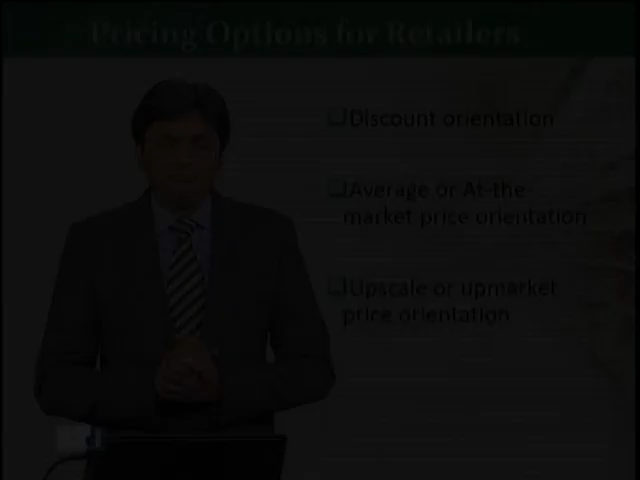 Pricing Options for Retailers
Discount orientation
Average or At-the-
market price orientation
Upscale or upmarket
price orientation